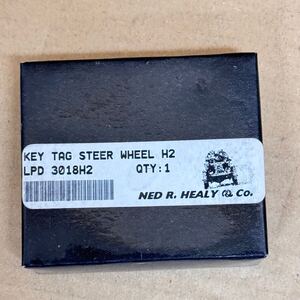 KEY TAG STEER WHEEL H2
LPD 3018H2 QTY:1
NED R. HEALY & Co.